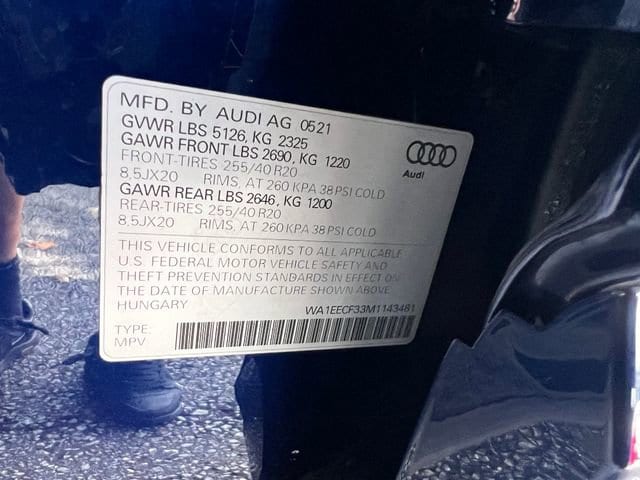 MFD. BY AUDI AG 0521
GVWR LBS 5126, KG 2325
GAWR FRONT LBS 2690, KG 1220
FRONT-TIRES 255/40 R20
8,5JX20 RIMS, AT 260 KPA 38 PSI COLD
GAWR REAR LBS 2646, KG 1200
REAR-TIRES 255/40 R20
8,5JX20 RIMS, AT 260 KPA 38 PSI COLD
Audi
THIS VEHICLE CONFORMS TO ALL APPLICABLE
U.S. FEDERAL MOTOR VEHICLE SAFETY AND
THEFT PREVENTION STANDARDS IN EFFECT ON
THE DATE OF MANUFACTURE SHOWN ABOVE
HUNGARY
WA1EECF33M1143481
TYPE:
MPV